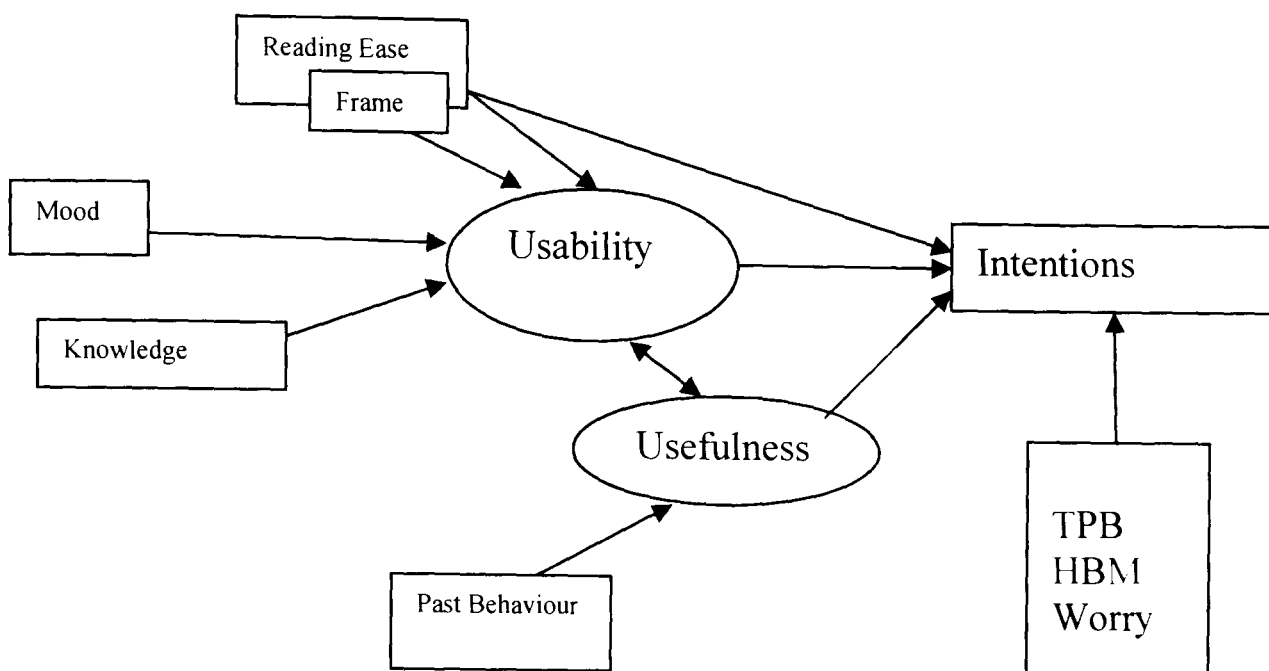 Reading Ease
Frame
Mood
Usability
Intentions
Knowledge
Usefulness
TPB
HBM
Worry
Past Behaviour